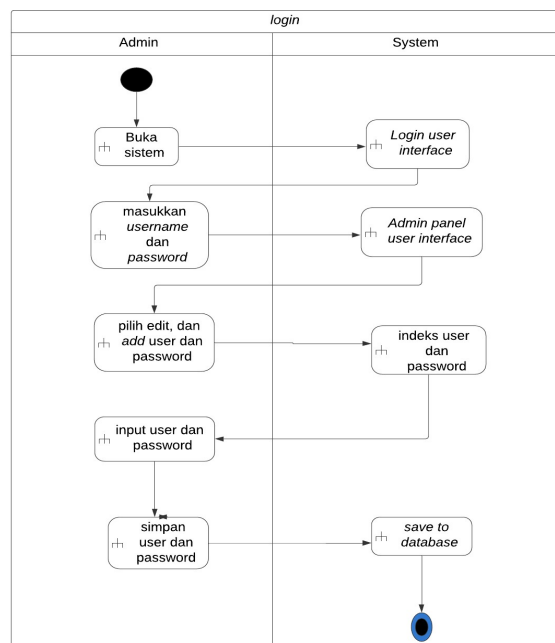 login
Admin
System
Buka
sistem
Login user
interface
masukkan
username
dan
password
Admin panel
user interface
pilih edit, dan
add user dan
password
indeks user
dan
password
input user dan
password
simpan
user dan
password
save to
database